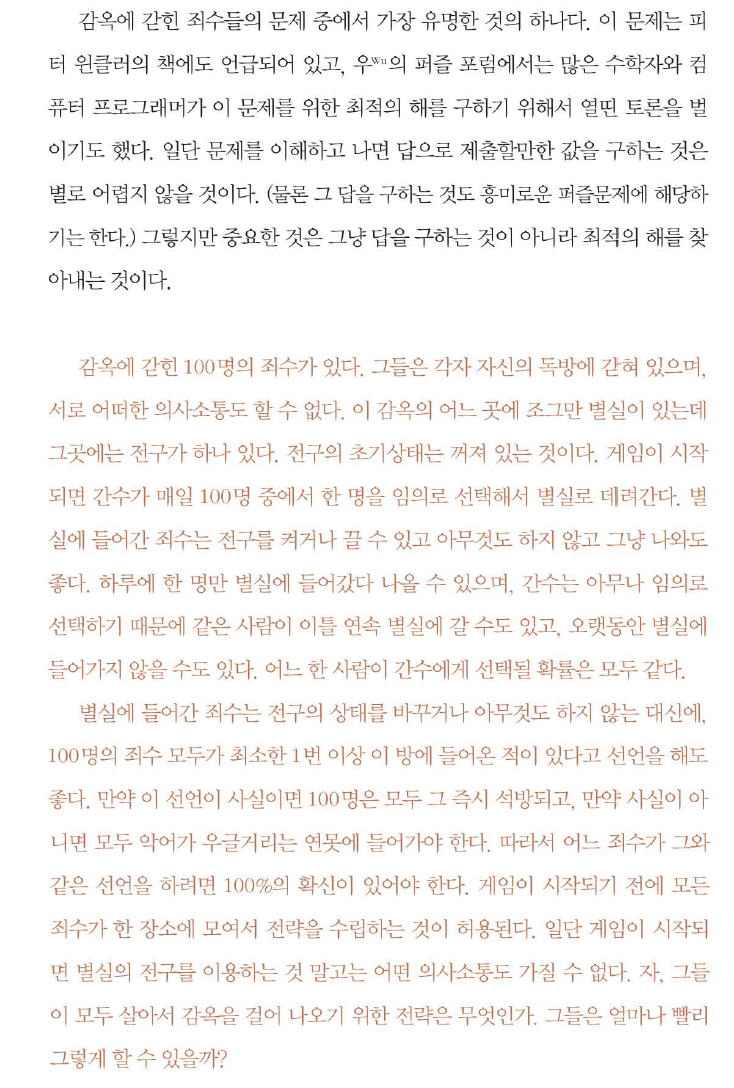 감옥에 갇힌 죄수들의 문제 중에서 가장 유명한 것의 하나다. 이 문제는 피
터 윈클러의 책에도 언급되어 있고, 우wu의 퍼즐 포럼에서는 많은 수학자와 컴
퓨터 프로그래머가 이 문제를 위한 최적의 해를 구하기 위해서 열띤 토론을 벌
이기도 했다. 일단 문제를 이해하고 나면 답으로 제출할만한 값을 구하는 것은
별로 어렵지 않을 것이다. (물론 그 답을 구하는 것도 흥미로운 퍼즐문제에 해당하
기는 한다.) 그렇지만 중요한 것은 그냥 답을 구하는 것이 아니라 최적의 해를 찾
아내는 것이다.
감옥에 갇힌 100명의 죄수가 있다. 그들은 각자 자신의 독방에 갇혀 있으며,
서로 어떠한 의사소통도 할 수 없다. 이 감옥의 어느 곳에 조그만 별실이 있는데
그곳에는 전구가 하나 있다. 전구의 초기상태는 꺼져 있는 것이다. 게임이 시작
되면 간수가 매일 100명 중에서 한 명을 임의로 선택해서 별실로 데려간다. 별
실에 들어간 죄수는 전구를 켜거나 끌 수 있고 아무것도 하지 않고 그냥 나와도
좋다. 하루에 한 명만 별실에 들어갔다 나올 수 있으며, 간수는 아무나 임의로
선택하기 때문에 같은 사람이 이틀 연속 별실에 갈 수도 있고, 오랫동안 별실에
들어가지 않을 수도 있다. 어느 한 사람이 간수에게 선택될 확률은 모두 같다.
별실에 들어간 죄수는 전구의 상태를 바꾸거나 아무것도 하지 않는 대신에,
100명의 죄수 모두가 최소한 1번 이상 이 방에 들어온 적이 있다고 선언을 해도
좋다. 만약 이 선언이 사실이면 100명은 모두 그 즉시 석방되고, 만약 사실이 아
니면 모두 악어가 우글거리는 연못에 들어가야 한다. 따라서 어느 죄수가 그와
같은 선언을 하려면 100%의 확신이 있어야 한다. 게임이 시작되기 전에 모든
죄수가 한 장소에 모여서 전략을 수립하는 것이 허용된다. 일단 게임이 시작되
면 별실의 전구를 이용하는 것 말고는 어떤 의사소통도 가질 수 없다. 자, 그들
이 모두 살아서 감옥을 걸어 나오기 위한 전략은 무엇인가. 그들은 얼마나 빨리
그렇게 할 수 있을까?